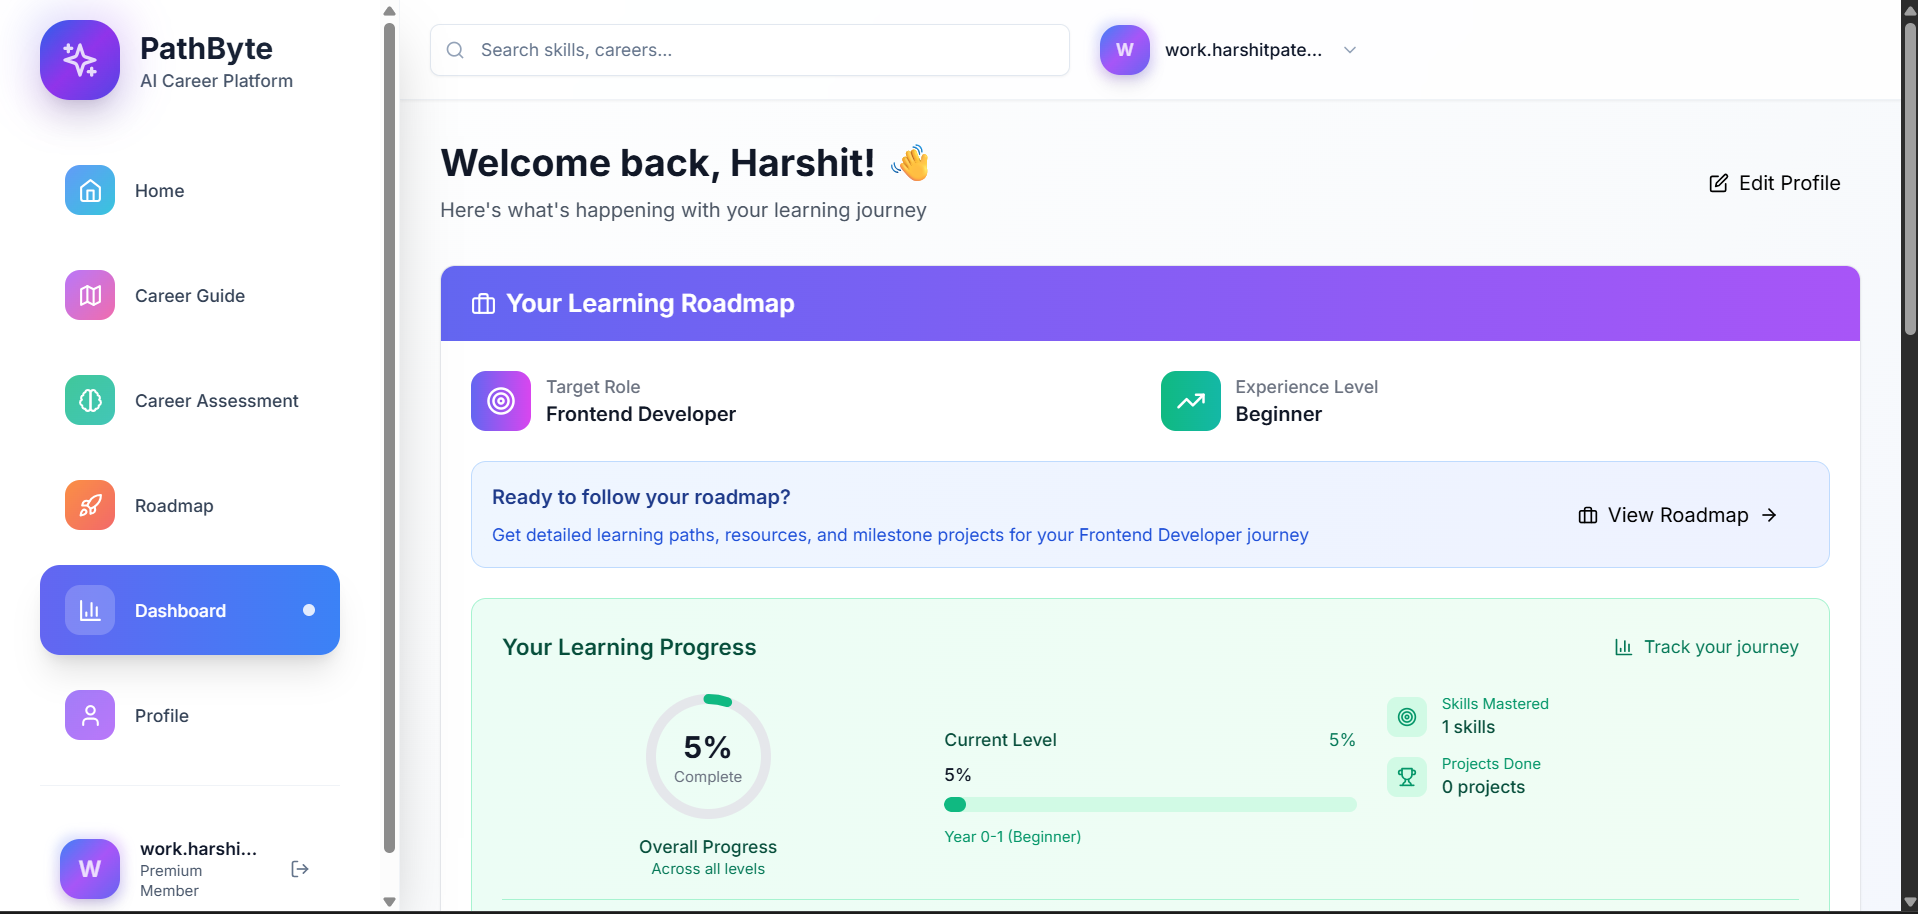 PathByte
AI Career Platform
Home
Career Guide
Career Assessment
Roadmap
Dashboard
Profile
W
work.harshi...
Premium
Member
Search skills, careers...
W
work.harshitpate...
Welcome back, Harshit! 👋
Here's what's happening with your learning journey
Edit Profile
Your Learning Roadmap
Target Role
Frontend Developer
Experience Level
Beginner
Ready to follow your roadmap?
Get detailed learning paths, resources, and milestone projects for your Frontend Developer journey
View Roadmap
Your Learning Progress
Track your journey
5%
Complete
Overall Progress
Across all levels
Current Level
5%
5%
Year 0-1 (Beginner)
Skills Mastered
1 skills
Projects Done
0 projects